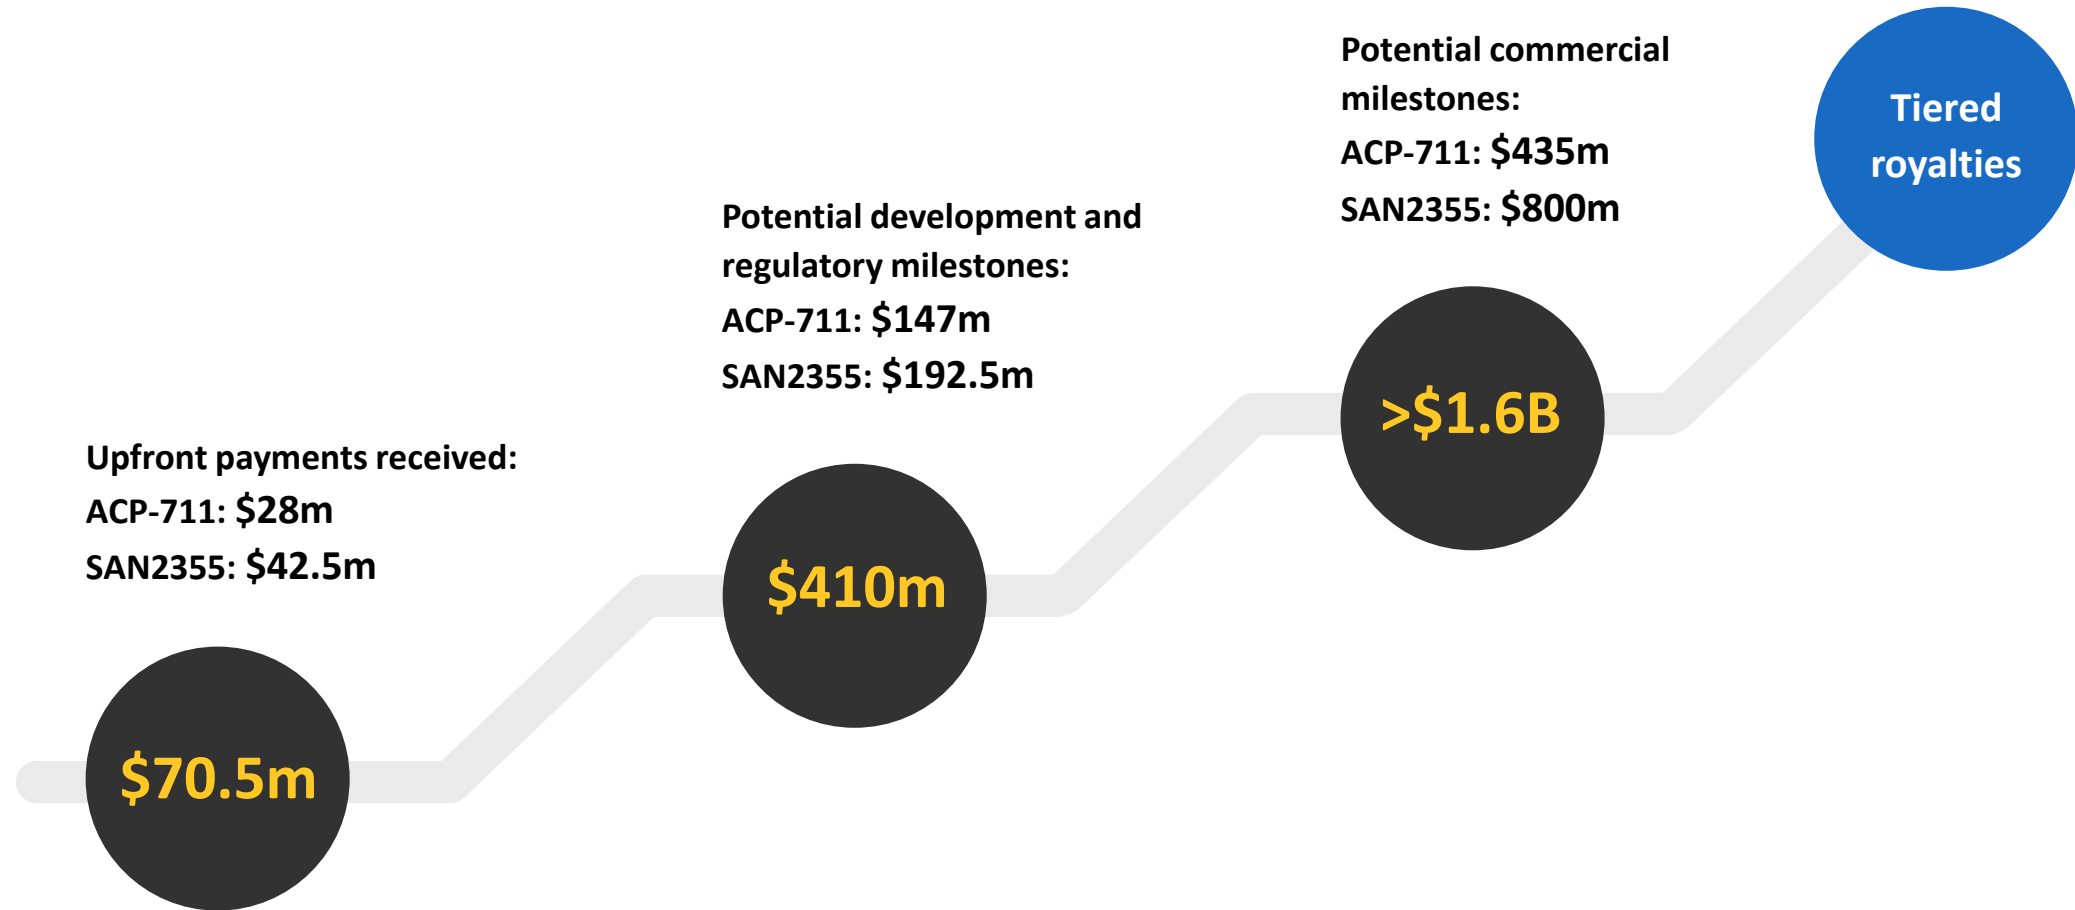 Upfront payments received:
ACP-711: $28m
SAN2355: $42.5m
$70.5m
Potential development and
regulatory milestones:
ACP-711: $147m
SAN2355: $192.5m
$410m
Potential commercial
milestones:
ACP-711: $435m
SAN2355: $800m
>$1.6B
Tiered
royalties